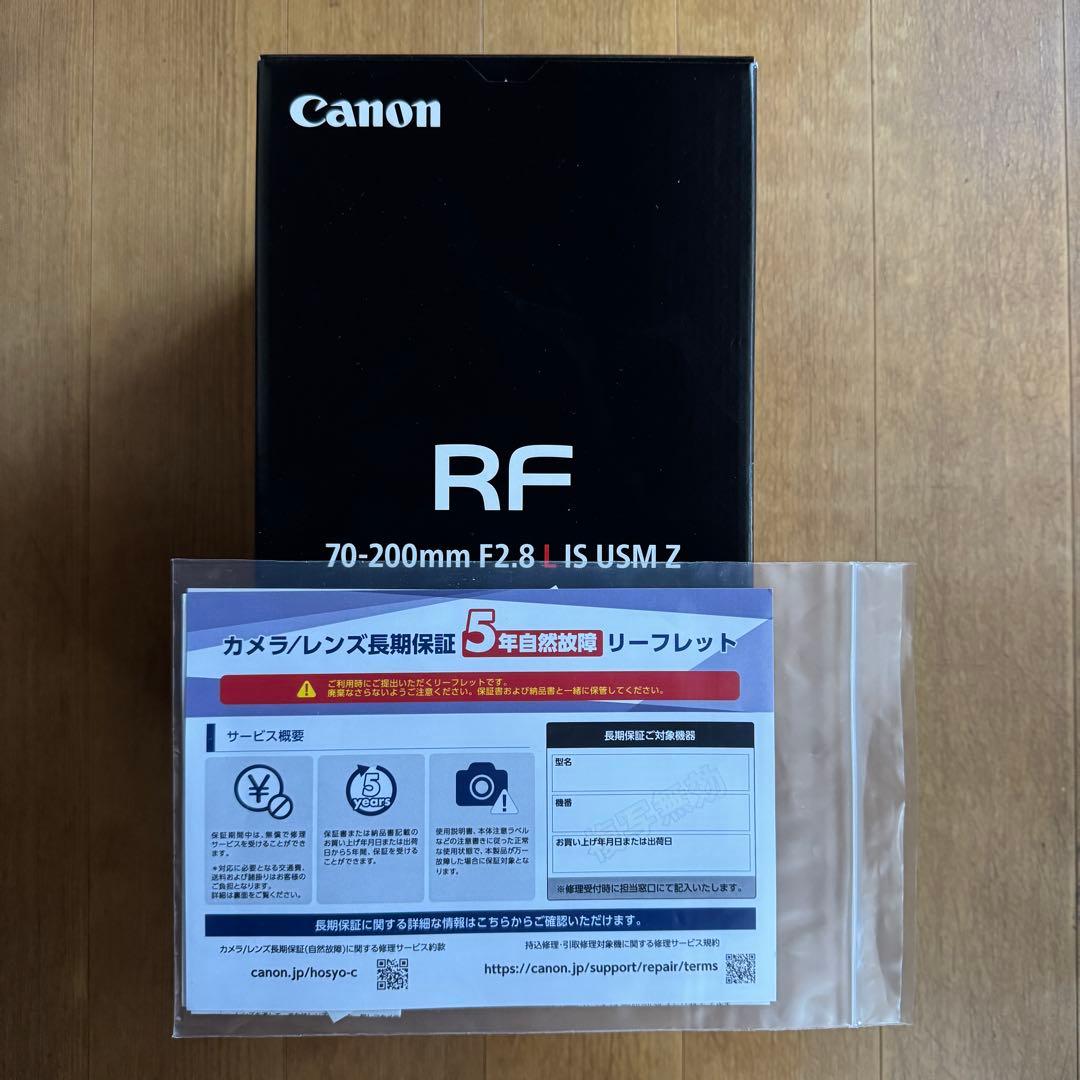 Canon
RF
70-200mm F2.8 L IS USM Z
カメラ/レンズ長期保証 5年自然故障 リーフレット
ご利用時にご提出いただくリーフレットです。
廃棄なさらないようご注意ください。保証書および納品書と一緒に保管してください。
サービス概要
¥
保証期間中は、無償で修理
サービスを受けることができ
ます。
＊対応に必要となる交通費、
送料および諸掛りはお客様の
ご負担となります。
詳細は裏面をご覧ください。
5
years
保証書または納品書記載の
お買い上げ年月日または出荷
日から5年間、保証を受ける
ことができます。
使用説明書、本体注意ラベル
などの注意書きに従った正常
な使用状態で、本製品が万一
故障した場合に保証対象とな
ります。
長期保証ご対象機器
型名
機番
お買い上げ年月日または出荷日
複写無効
※修理受付時に担当窓口にて記入いたします。
長期保証に関する詳細な情報はこちらからご確認いただけます。
カメラ/レンズ長期保証(自然故障)に関する修理サービス約款
canon.jp/hosyo-c
持込修理・引取修理対象機に関する修理サービス規約
https://canon.jp/support/repair/terms